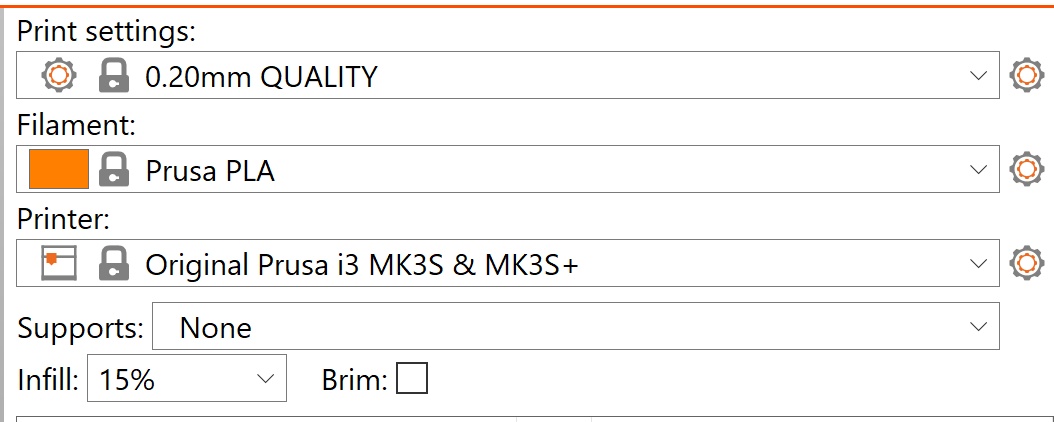 Print settings:
0.20mm QUALITY
Filament:
Prusa PLA
Printer:
Original Prusa i3 MK3S & MK3S+
Supports: None
Infill: 15% Brim: